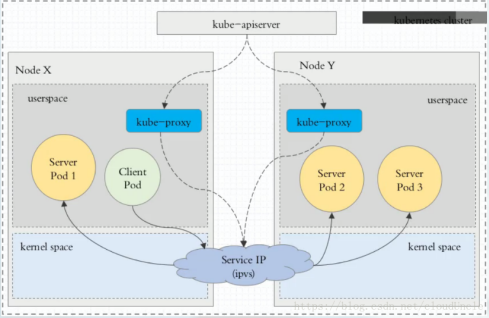 kube-apiserver
kubernetes cluster
Node X
Node Y
userspace
userspace
kube-proxy
kube-proxy
Server
Pod 1
Client
Pod
Server
Pod 2
Server
Pod 3
kernel space
kernel space
Service IP
(ipvs)